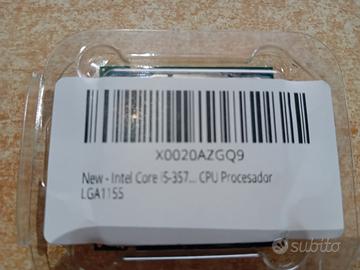 X0020AZGQ9
New - Intel Core i5-357... CPU Procesador
LGA1155
subito